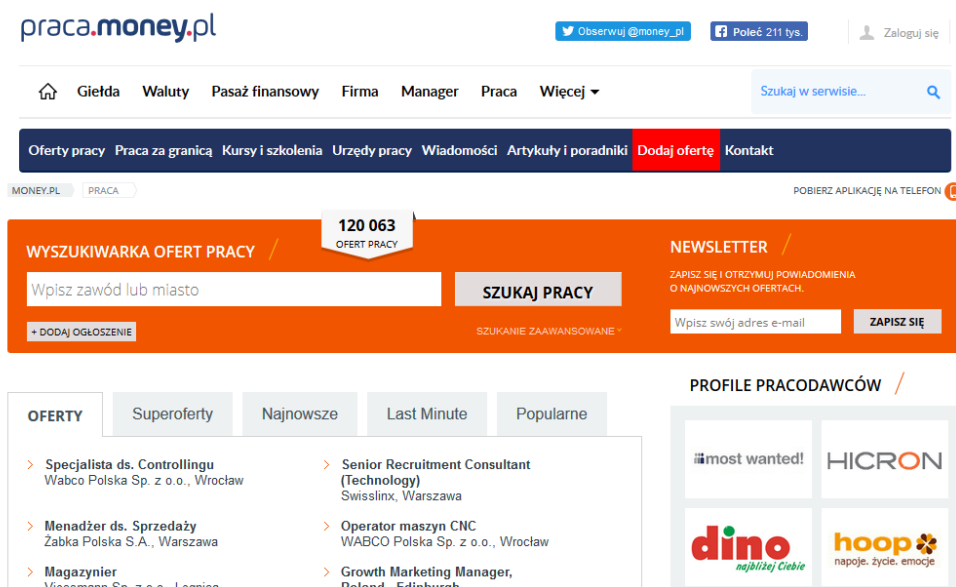 praca.money.pl
Obserwuj @money_pl
Poleć 211 tys.
Zaloguj się
Giełda Waluty Pasaż finansowy Firma Manager Praca Więcej
Szukaj w serwisie...
Oferty pracy Praca za granicą Kursy i szkolenia Urzędy pracy Wiadomości Artykuły i poradniki Dodaj ofertę Kontakt
MONEY.PL PRACA
POBIERZ APLIKACJĘ NA TELEFON
120 063
OFERT PRACY
WYSZUKIWARKA OFERT PRACY
Wpisz zawód lub miasto
SZUKAJ PRACY
+ DODAJ OGŁOSZENIE
SZUKANIE ZAAWANSOWANE
NEWSLETTER
ZAPISZ SIĘ I OTRZYMUJ POWIADOMIENIA
O NAJNOWSZYCH OFERTACH.
Wpisz swój adres e-mail
ZAPISZ SIĘ
OFERTY Superoferty Najnowsze Last Minute Popularne
Specjalista ds. Controllingu
Wabco Polska Sp. z o.o., Wrocław
Menadżer ds. Sprzedaży
Żabka Polska S.A., Warszawa
Magazynier
Viessmann Sp. z o.o., Legnica
Senior Recruitment Consultant
(Technology)
Swisslinx, Warszawa
Operator maszyn CNC
WABCO Polska Sp. z o.o., Wrocław
Growth Marketing Manager,
Poland - Edinburgh
PROFILE PRACODAWCÓW
most wanted!
HICRON
dino
najbliżej Ciebie
hoop
napoje. życie. emocje